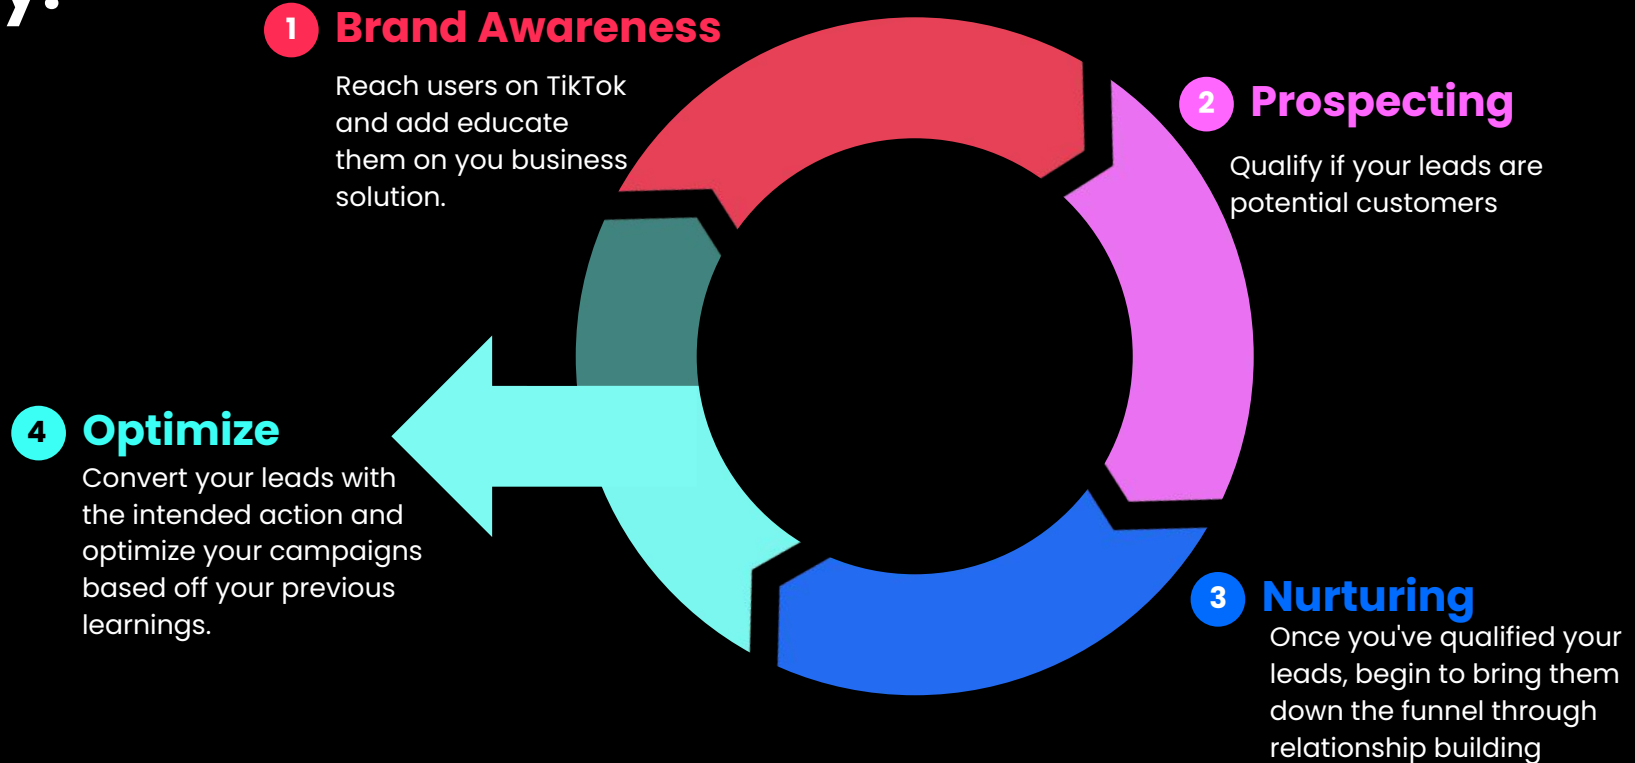 y.
1 Brand Awareness
Reach users on TikTok
and add educate
them on you business
solution.
2 Prospecting
Qualify if your leads are
potential customers
3 Nurturing
Once you've qualified your
leads, begin to bring them
down the funnel through
relationship building
4 Optimize
Convert your leads with
the intended action and
optimize your campaigns
based off your previous
learnings.